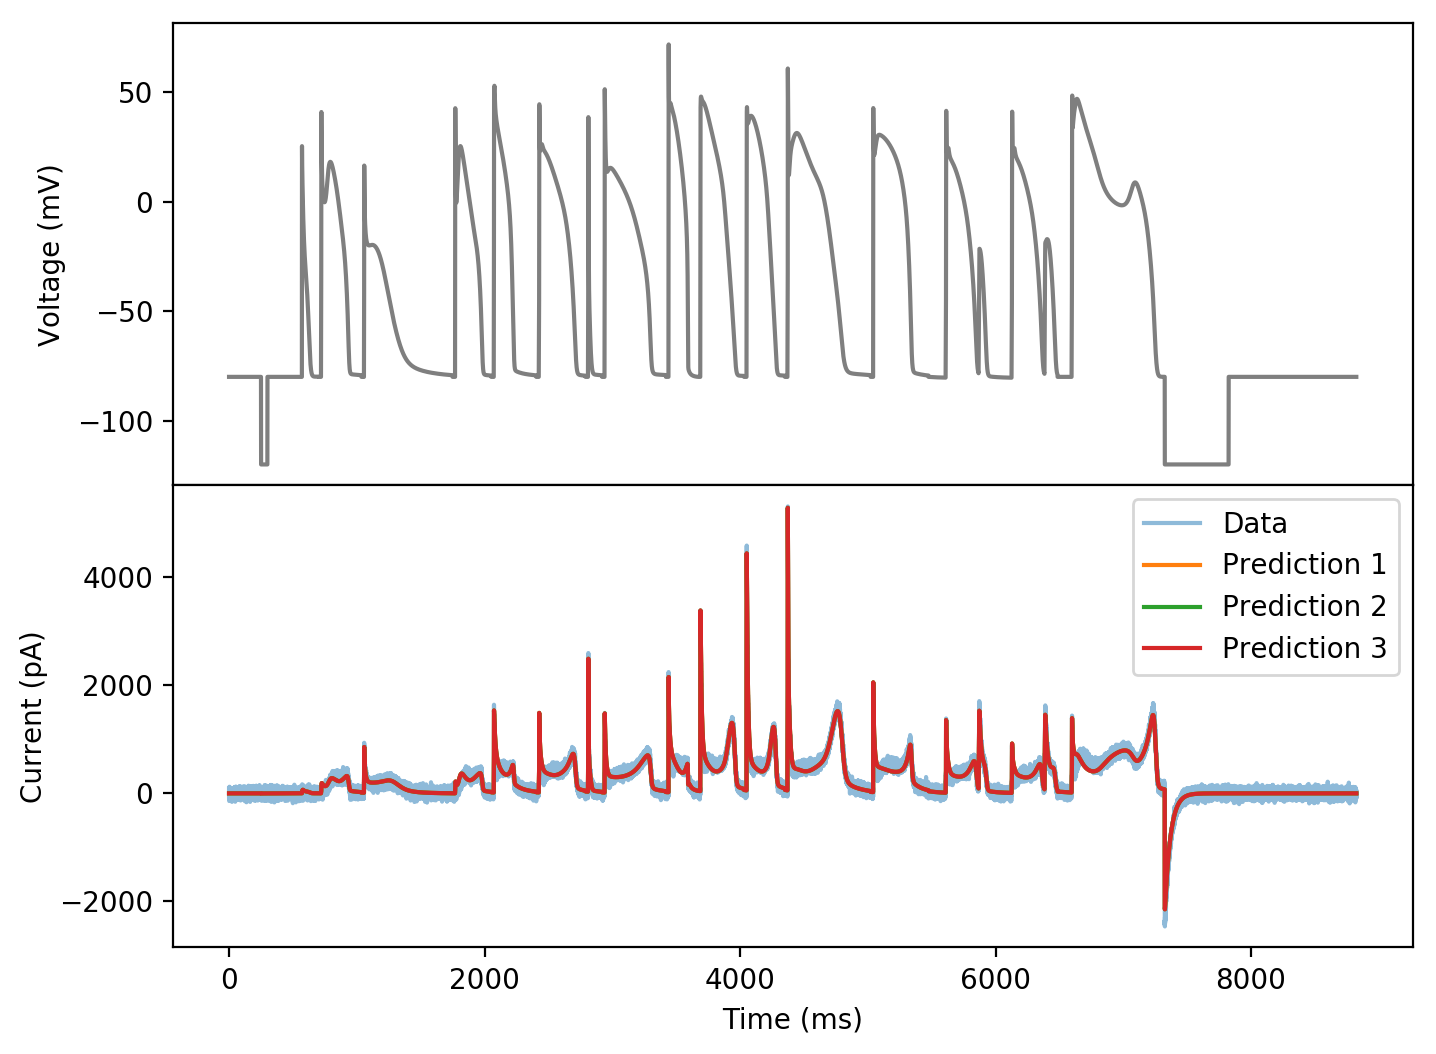 50
0
−50
−100
Voltage (mV)
Data
Prediction 1
Prediction 2
Prediction 3
4000
2000
0
−2000
Current (pA)
0 2000 4000 6000 8000
Time (ms)